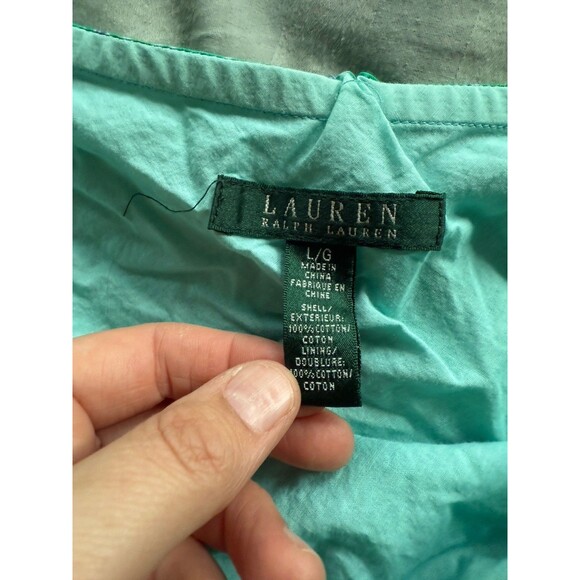 LAUREN
RALPH LAUREN
L/G
MADE IN
CHINA
FABRIQUE EN
CHINE
SHELL/
EXTERIEUR:
100%COTTON/
COTON
LINING/
DOUBLURE:
100%COTTON/
COTON